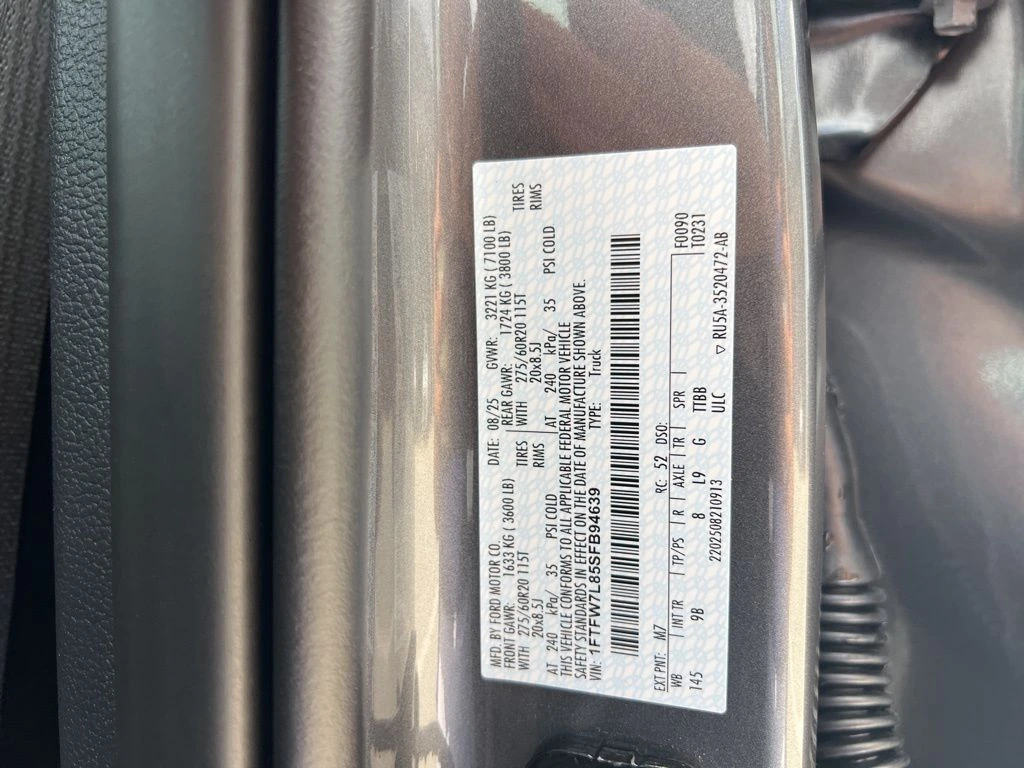 MFD. BY FORD MOTOR CO. DATE: 08/25 GVWR: 3221 KG ( 7100 LB)
FRONT GAWR: 1633 KG ( 3600 LB) REAR GAWR: 1724 KG ( 3800 LB)
WITH 275/60R20 115T TIRES WITH 275/60R20 115T TIRES
20x8.5J RIMS 20x8.5J RIMS
AT 240 kPa/ 35 PSI COLD AT 240 kPa/ 35 PSI COLD
THIS VEHICLE CONFORMS TO ALL APPLICABLE FEDERAL MOTOR VEHICLE
SAFETY STANDARDS IN EFFECT ON THE DATE OF MANUFACTURE SHOWN ABOVE.
VIN: 1FTFW7L85SFB94639 TYPE: Truck
EXT PNT: M7 RC: 52 DSO: F0090
WB INT TR TP/PS R AXLE TR SPR T0231
145 9B 8 L9 G TTBB
ULC
2202508210913 ▽ RU5A-3520472-AB